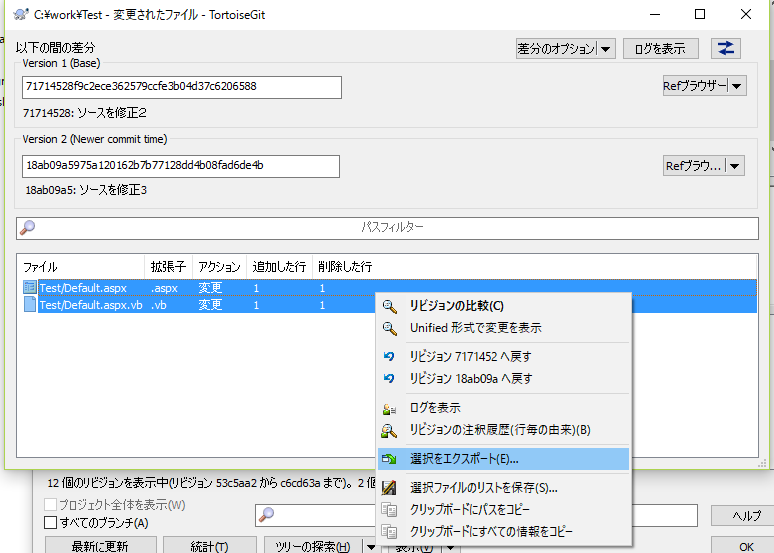 C:¥work¥Test - 変更されたファイル - TortoiseGit
以下の間の差分
差分のオプション
ログを表示
Version 1 (Base)
71714528f9c2ece362579ccfe3b04d37c6206588
Refブラウザー
71714528: ソースを修正２
Version 2 (Newer commit time)
18ab09a5975a120162b7b77128dd4b08fad6de4b
Refブラウ...
18ab09a5: ソースを修正3
パスフィルター
ファイル 拡張子 アクション 追加した行 削除した行
Test/Default.aspx .aspx 変更 1 1
Test/Default.aspx.vb .vb 変更 1 1
リビジョンの比較(C)
Unified 形式で変更を表示
リビジョン 7171452 へ戻す
リビジョン 18ab09a へ戻す
ログを表示
リビジョンの注釈履歴(行毎の由来)(B)
選択をエクスポート(E)...
選択ファイルのリストを保存(S)...
クリップボードにパスをコピー
クリップボードにすべての情報をコピー
12 個のリビジョンを表示中(リビジョン 53c5aa2 から c6cd63a まで)。2 個
プロジェクト全体を表示(W)
すべてのブランチ(A)
ヘルプ
最新に更新
統計(T)
ツリーの探索(H)
表示(V)
OK